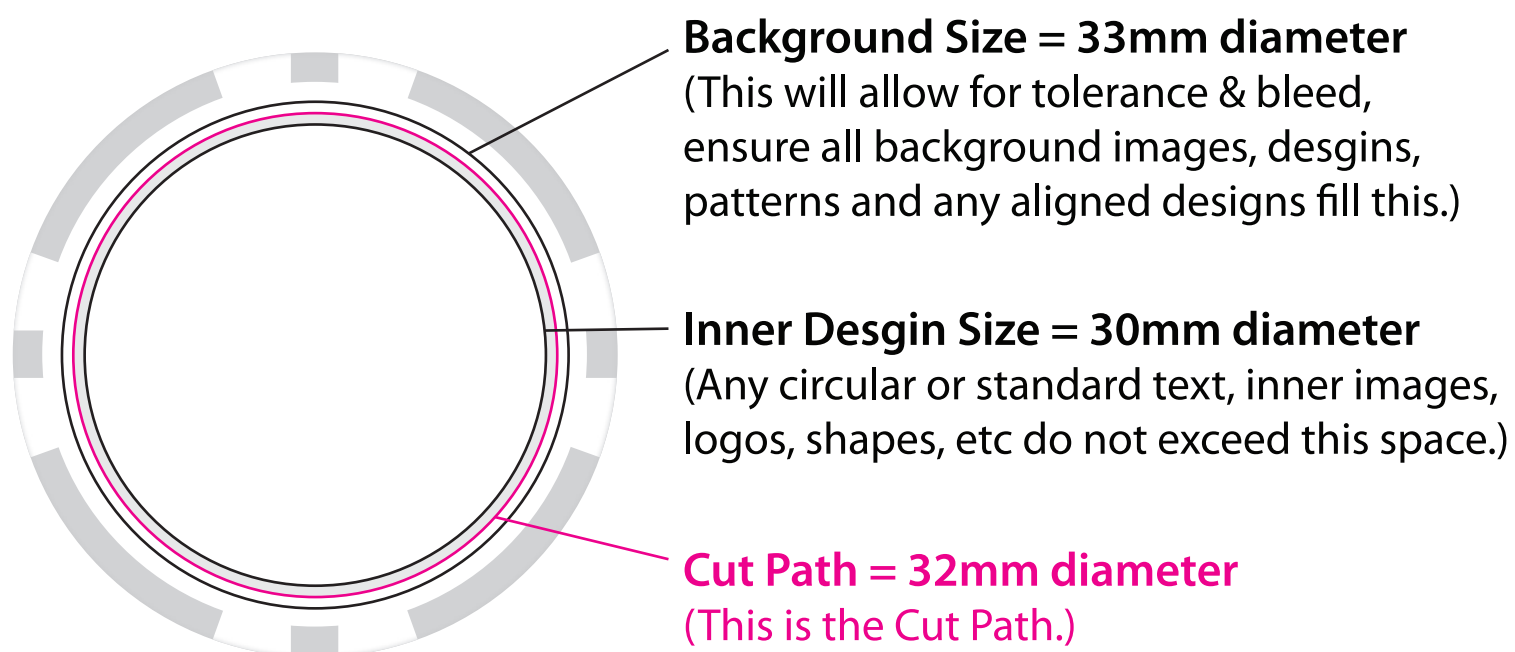 Background Size = 33mm diameter
(This will allow for tolerance & bleed,
ensure all background images, desgins,
patterns and any aligned designs fill this.)
Inner Desgin Size = 30mm diameter
(Any circular or standard text, inner images,
logos, shapes, etc do not exceed this space.)
Cut Path = 32mm diameter
(This is the Cut Path.)